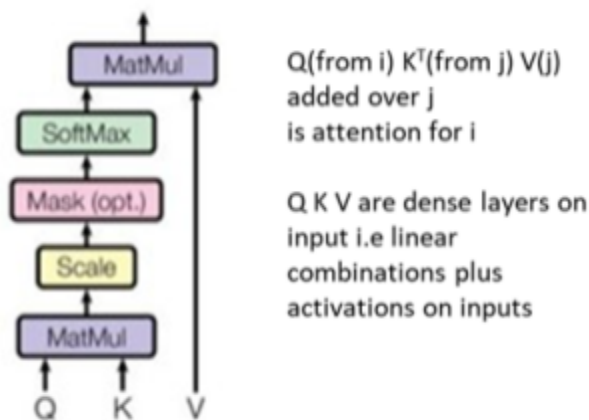 MatMul
SoftMax
Mask (opt.)
Scale
MatMul
Q K V
Q(from i) Kᵀ(from j) V(j)
added over j
is attention for i
Q K V are dense layers on
input i.e linear
combinations plus
activations on inputs